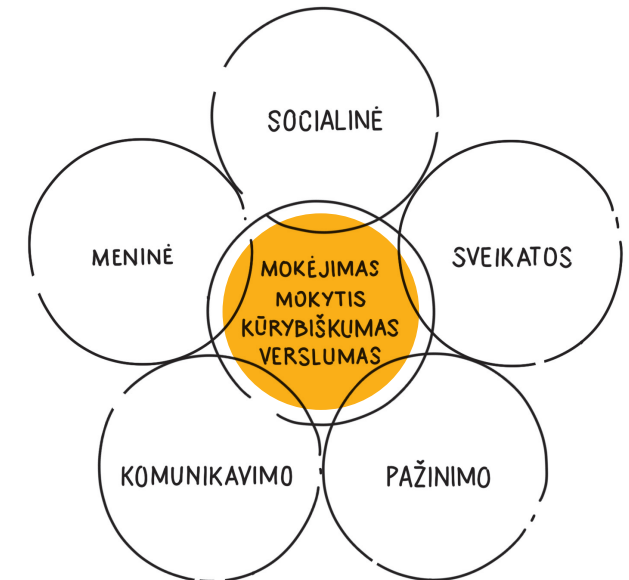 SOCIALINĖ
MENINĖ
SVEIKATOS
MOKĖJIMAS
MOKYTIS
KŪRYBIŠKUMAS
VERSLUMAS
KOMUNIKAVIMO
PAŽINIMO